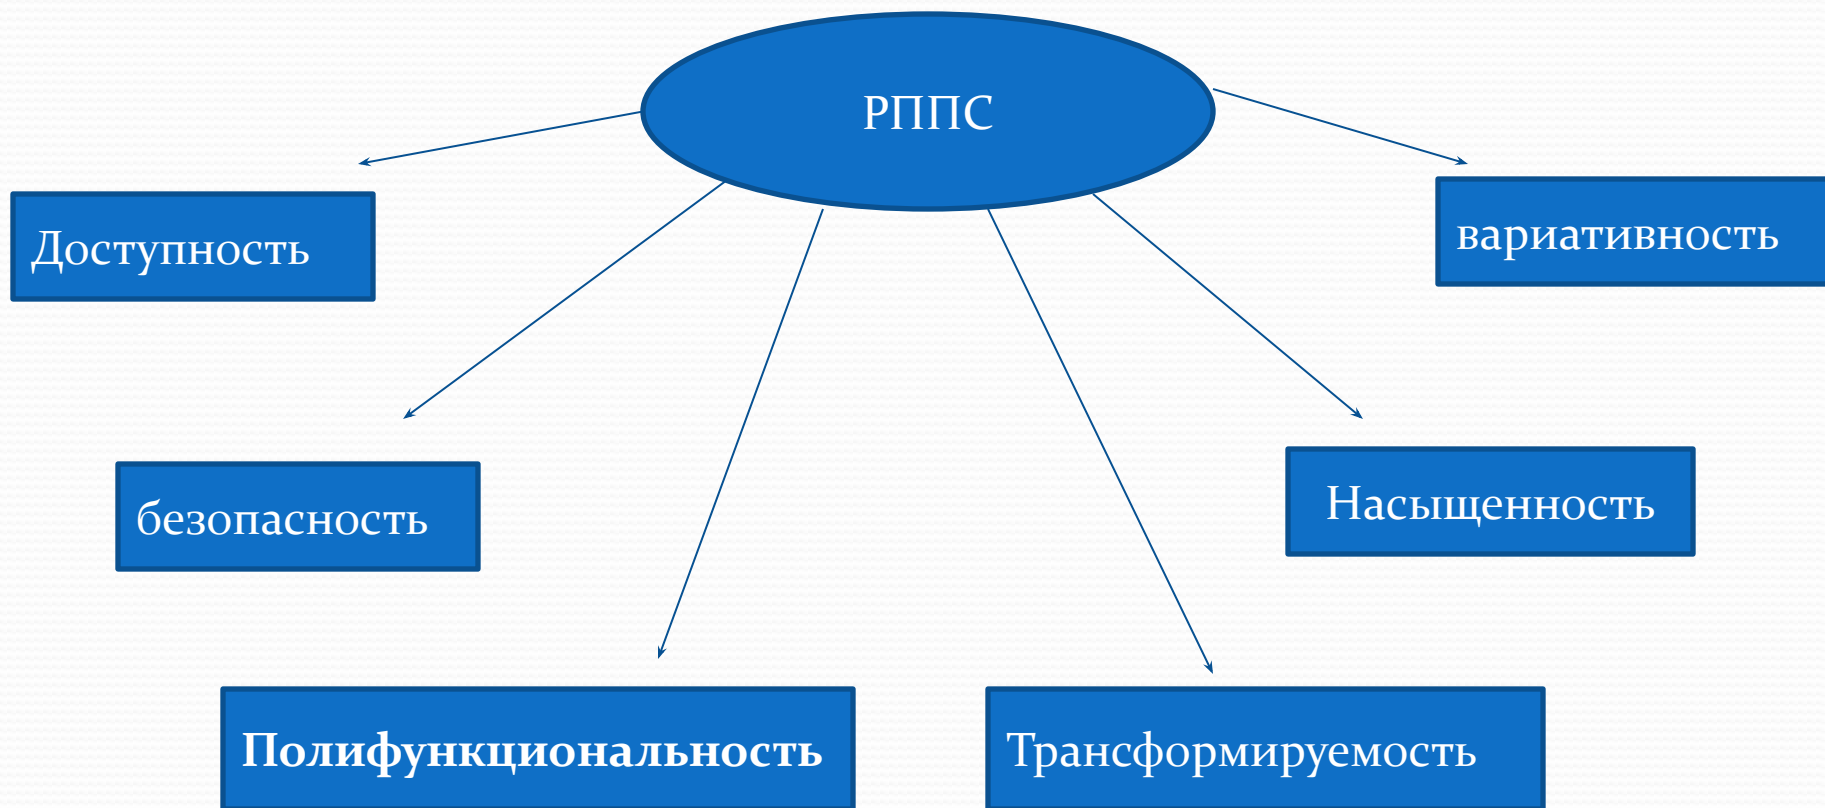 РППС
Доступность
вариативность
безопасность
Насыщенность
Полифункциональность
Трансформируемость